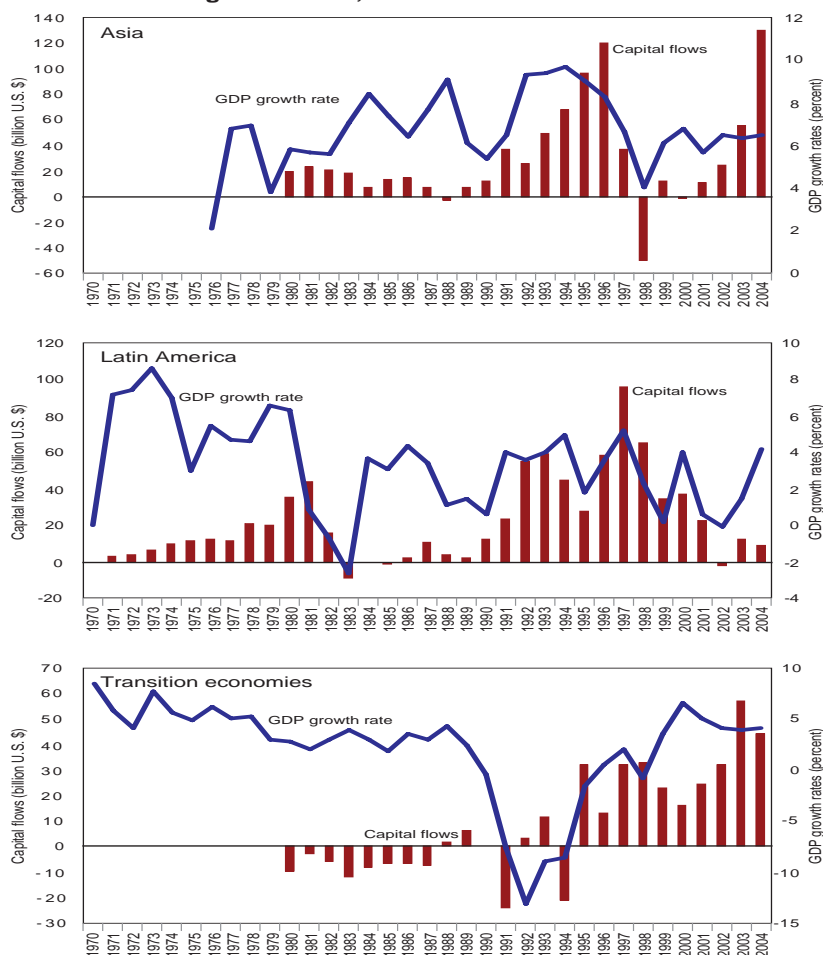 140
120
100
80
60
40
20
0
-20
-40
-60
Capital flows (billion U.S. $)
Asia
GDP growth rate
Capital flows
12
10
8
6
4
2
0
GDP growth rates (percent)
1970 1971 1972 1973 1974 1975 1976 1977 1978 1979 1980 1981 1982 1983 1984 1985 1986 1987 1988 1989 1990 1991 1992 1993 1994 1995 1996 1997 1998 1999 2000 2001 2002 2003 2004
120
100
80
60
40
20
0
-20
Capital flows (billion U.S. $)
Latin America
GDP growth rate
Capital flows
10
8
6
4
2
0
-2
-4
GDP growth rates (percent)
1970 1971 1972 1973 1974 1975 1976 1977 1978 1979 1980 1981 1982 1983 1984 1985 1986 1987 1988 1989 1990 1991 1992 1993 1994 1995 1996 1997 1998 1999 2000 2001 2002 2003 2004
70
60
50
40
30
20
10
0
-10
-20
-30
Capital flows (billion U.S. $)
Transition economies
GDP growth rate
Capital flows
10
5
0
-5
-10
-15
GDP growth rates (percent)
1970 1971 1972 1973 1974 1975 1976 1977 1978 1979 1980 1981 1982 1983 1984 1985 1986 1987 1988 1989 1990 1991 1992 1993 1994 1995 1996 1997 1998 1999 2000 2001 2002 2003 2004